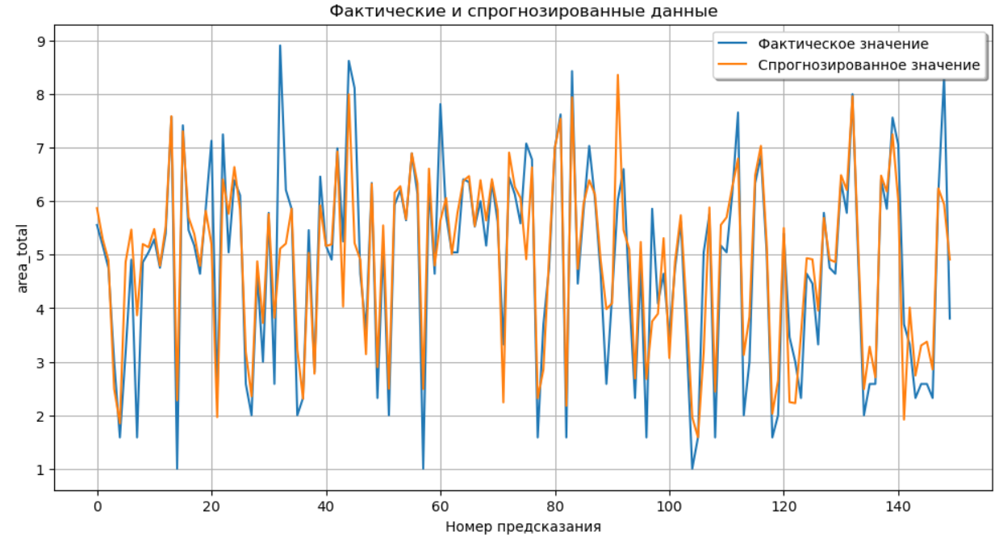 Фактические и спрогнозированные данные
Фактическое значение
Спрогнозированное значение
9
8
7
6
5
4
3
2
1
area_total
0 20 40 60 80 100 120 140
Номер предсказания